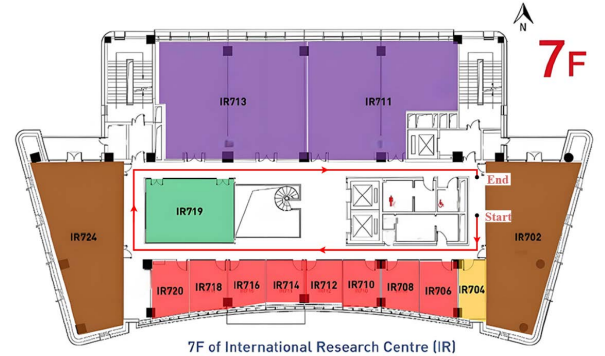 N
7F
IR713
IR711
End
IR719
Start
IR724
IR702
IR720
IR718
IR716
IR714
IR712
IR710
IR708
IR706
IR704
7F of International Research Centre (IR)